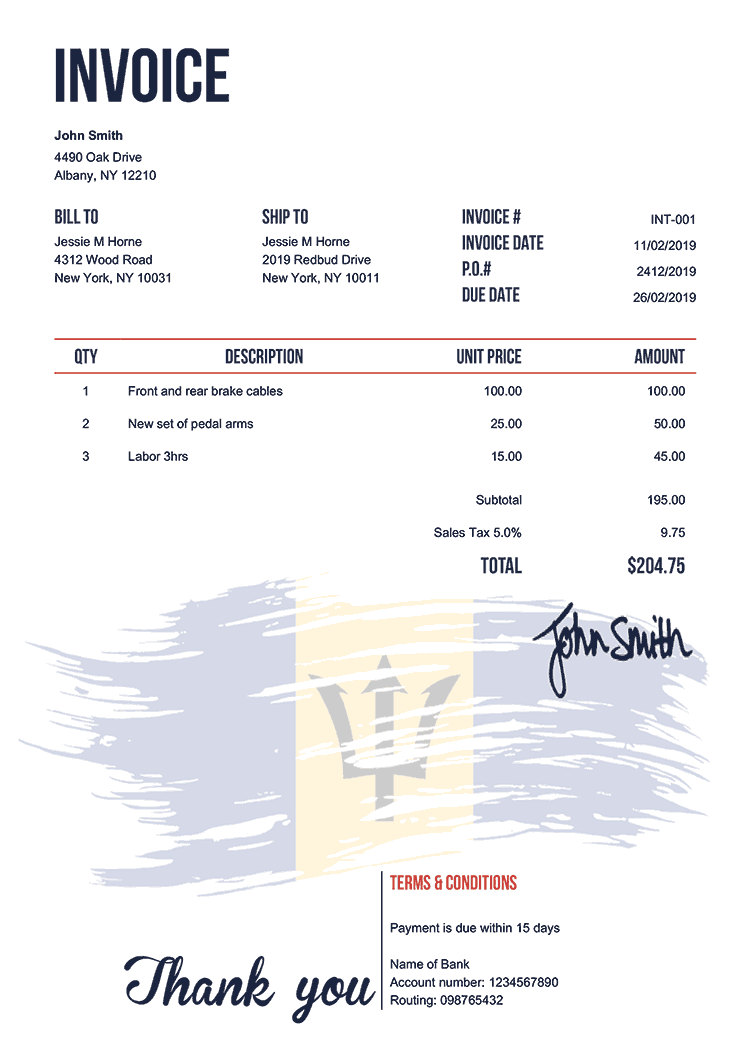 INVOICE
John Smith
4490 Oak Drive
Albany, NY 12210
BILL TO
Jessie M Horne
4312 Wood Road
New York, NY 10031
SHIP TO
Jessie M Horne
2019 Redbud Drive
New York, NY 10011
INVOICE # INT-001
INVOICE DATE 11/02/2019
P.O.# 2412/2019
DUE DATE 26/02/2019
QTY DESCRIPTION UNIT PRICE AMOUNT
1 Front and rear brake cables 100.00 100.00
2 New set of pedal arms 25.00 50.00
3 Labor 3hrs 15.00 45.00
Subtotal 195.00
Sales Tax 5.0% 9.75
TOTAL $204.75
John Smith
TERMS & CONDITIONS
Payment is due within 15 days
Name of Bank
Account number: 1234567890
Routing: 098765432
Thank you